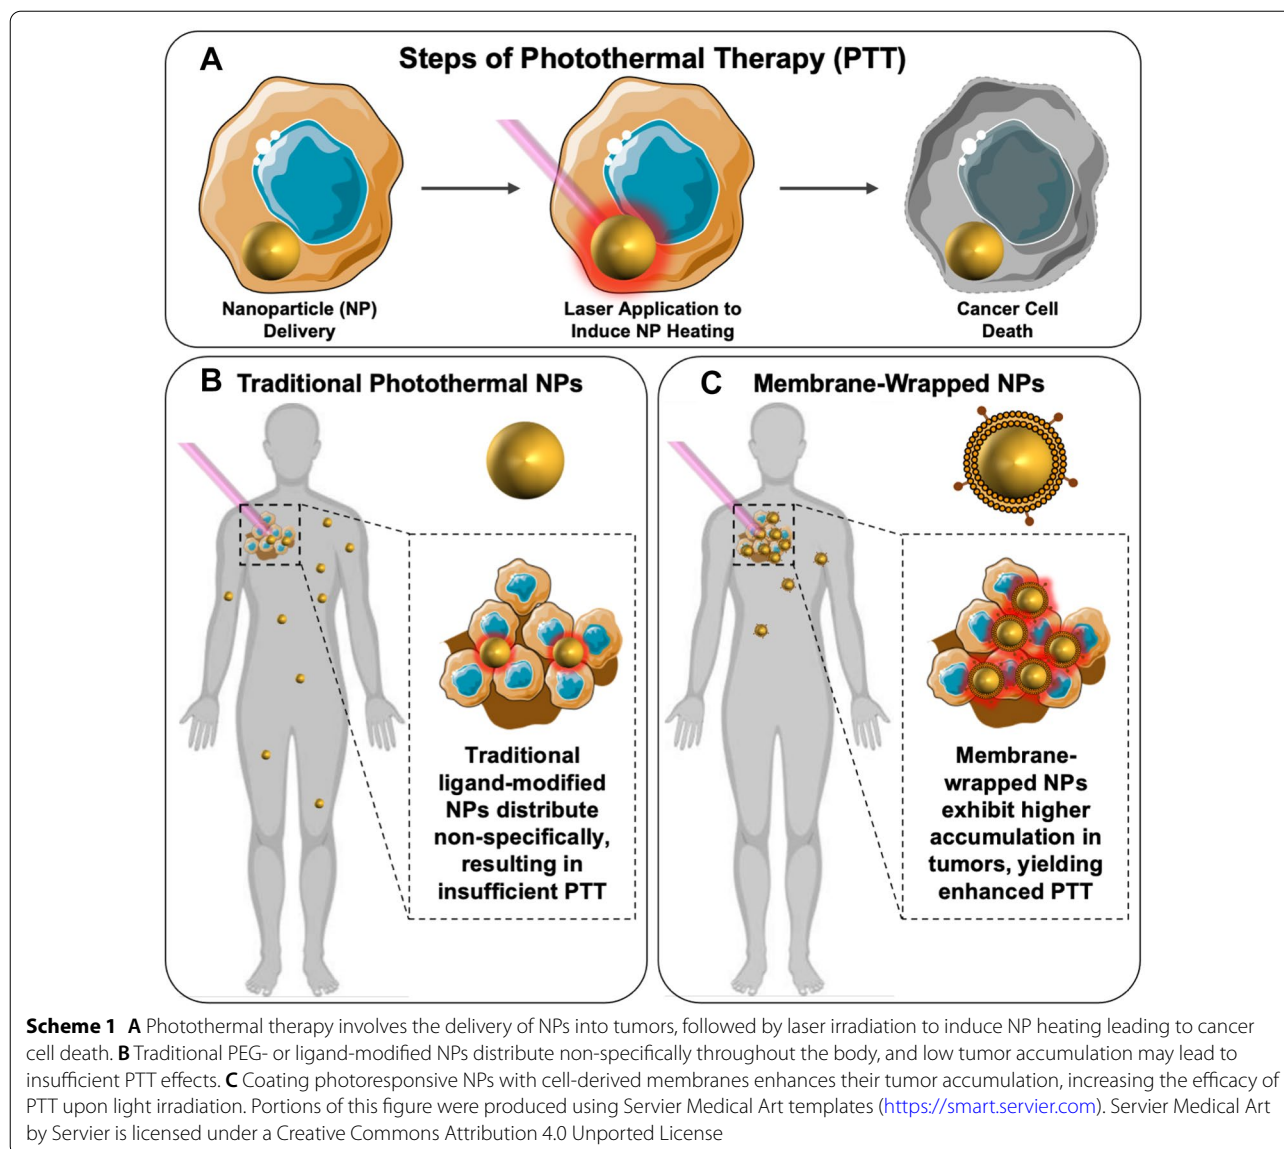 A
Steps of Photothermal Therapy (PTT)
Nanoparticle (NP)
Delivery
Laser Application to
Induce NP Heating
Cancer Cell
Death
B
Traditional Photothermal NPs
Traditional
ligand-modified
NPs distribute
non-specifically,
resulting in
insufficient PTT
C
Membrane-Wrapped NPs
Membrane-
wrapped NPs
exhibit higher
accumulation in
tumors, yielding
enhanced PTT
Scheme 1 A Photothermal therapy involves the delivery of NPs into tumors, followed by laser irradiation to induce NP heating leading to cancer
cell death. B Traditional PEG- or ligand-modified NPs distribute non-specifically throughout the body, and low tumor accumulation may lead to
insufficient PTT effects. C Coating photoresponsive NPs with cell-derived membranes enhances their tumor accumulation, increasing the efficacy of
PTT upon light irradiation. Portions of this figure were produced using Servier Medical Art templates (https://smart.servier.com). Servier Medical Art
by Servier is licensed under a Creative Commons Attribution 4.0 Unported License